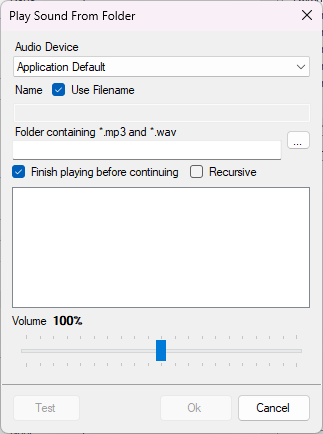 Play Sound From Folder
Audio Device
Application Default
Name Use Filename
Folder containing *.mp3 and *.wav
...
Finish playing before continuing Recursive
Volume 100%
Test Ok Cancel